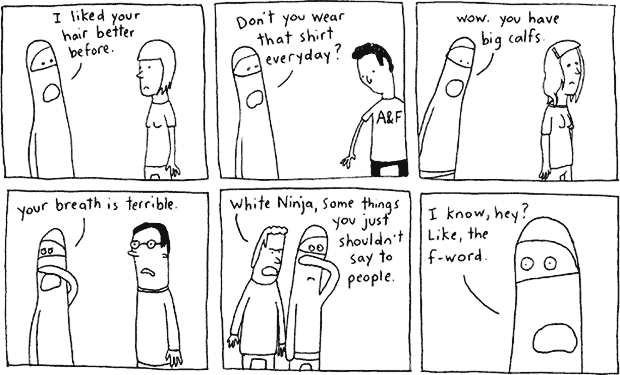 I liked your
hair better
before.
Don't you wear
that shirt
everyday?
A&F
wow. you have
big calfs.
your breath is terrible.
White Ninja, some things
you just
shouldn't
say to
people.
I know, hey?
Like, the
f-word.